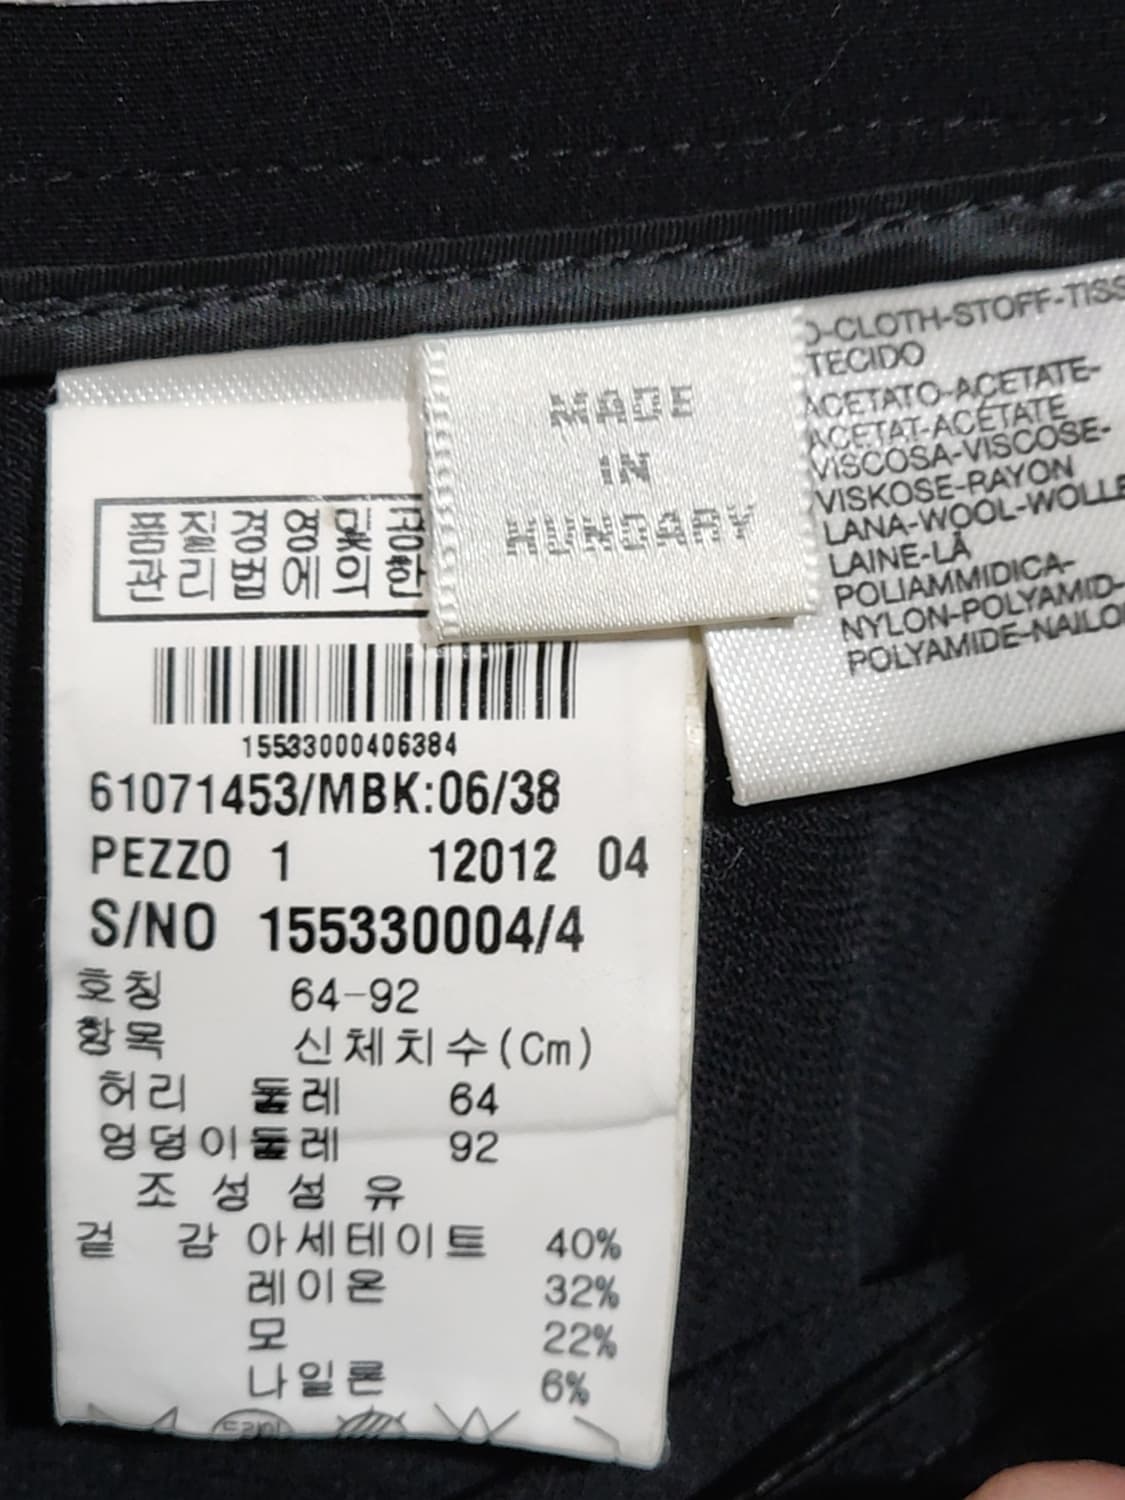 MADE
IN
HUNGARY
-CLOTH-STOFF-TISS
TECIDO
ACETATO-ACETATE-
ACETAT-ACÉTATE
VISCOSA-VISCOSE-
VISKOSE-RAYON
LANA-WOOL-WOLLE
LAINE-LÃ
POLIAMMIDICA-
NYLON-POLYAMID-
POLYAMIDE-NAILO
품질경영및공
관리법에의한
15533000406384
61071453/MBK:06/38
PEZZO 1 12012 04
S/NO 155330004/4
호칭 64-92
항목 신체치수(Cm)
허리 둘레 64
엉덩이둘레 92
조성섬유
겉 감 아세테이트 40%
레이온 32%
모 22%
나일론 6%
드라이